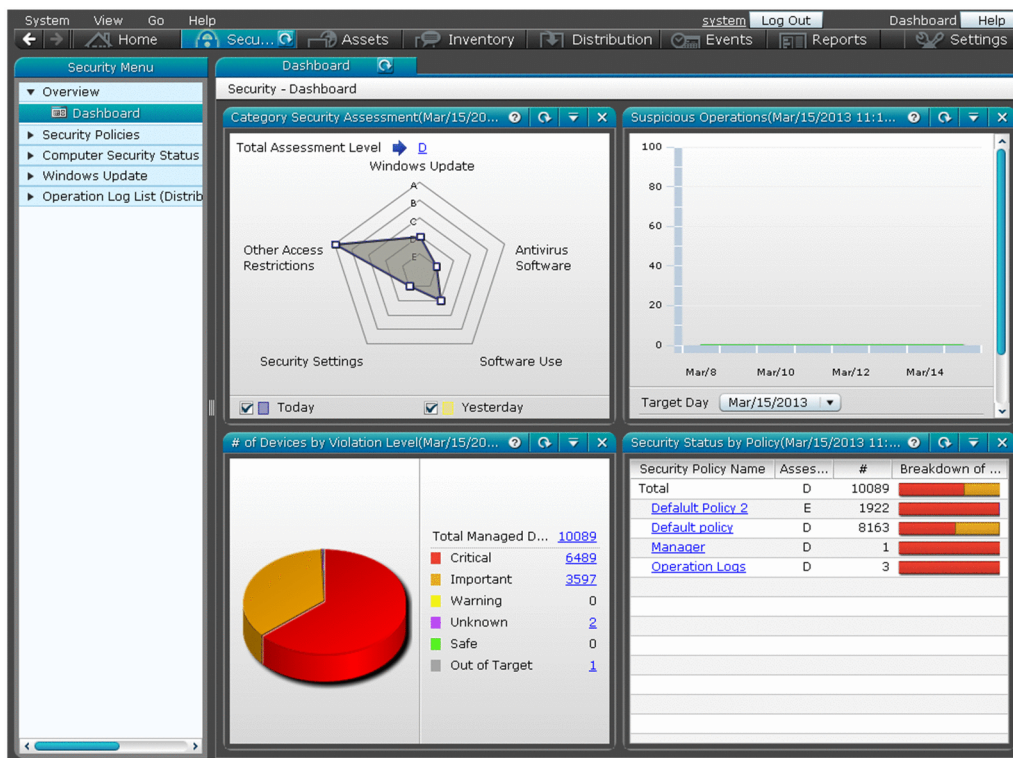 System View Go Help system Log Out Dashboard Help
Home Secu... Assets Inventory Distribution Events Reports Settings
Security Menu
Overview
Dashboard
Security Policies
Computer Security Status
Windows Update
Operation Log List (Distrib
Dashboard
Security - Dashboard
Category Security Assessment(Mar/15/20...
Total Assessment Level D
Windows Update
A
B
C
D
E
Other Access
Restrictions
Antivirus
Software
Security Settings
Software Use
Today
Yesterday
Suspicious Operations(Mar/15/2013 11:1...
100
80
60
40
20
0
Mar/8 Mar/10 Mar/12 Mar/14
Target Day Mar/15/2013
# of Devices by Violation Level(Mar/15/20...
Total Managed D... 10089
Critical 6489
Important 3597
Warning 0
Unknown 2
Safe 0
Out of Target 1
Security Status by Policy(Mar/15/2013 11:...
Security Policy Name Asses... # Breakdown of ...
Total D 10089
Defalult Policy 2 E 1922
Default policy D 8163
Manager D 1
Operation Logs D 3